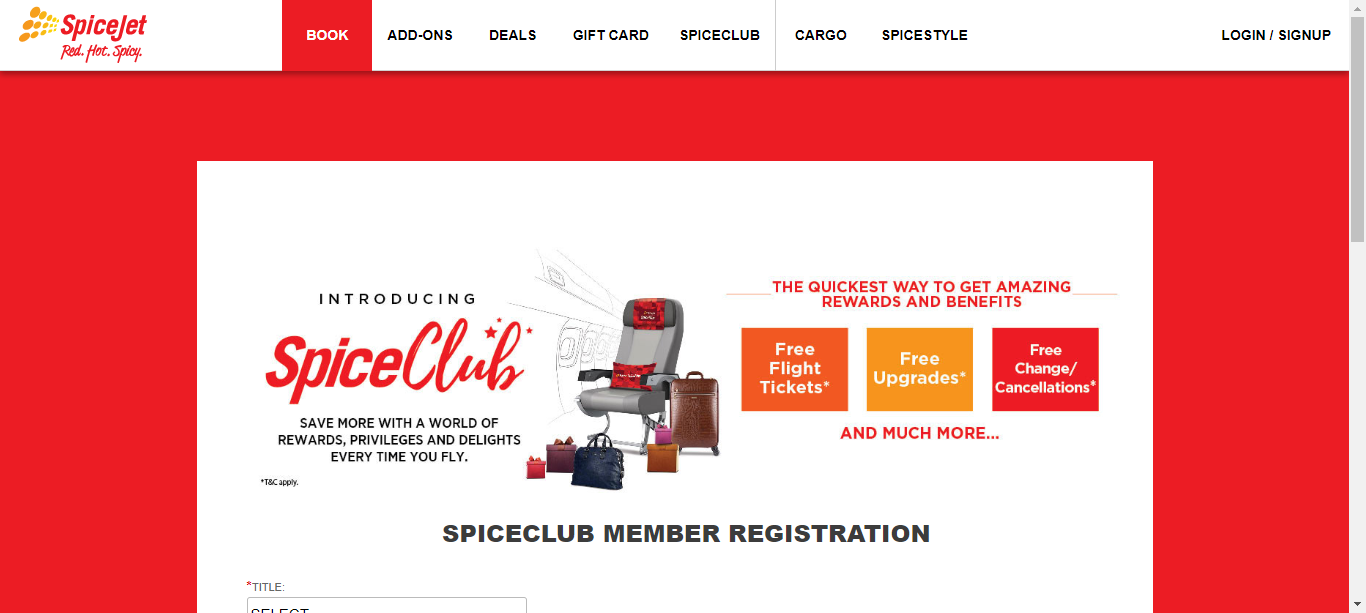 SpiceJet
Red. Hot. Spicy.
BOOK
ADD-ONS
DEALS
GIFT CARD
SPICECLUB
CARGO
SPICESTYLE
LOGIN / SIGNUP
INTRODUCING
SpiceClub
SAVE MORE WITH A WORLD OF
REWARDS, PRIVILEGES AND DELIGHTS
EVERY TIME YOU FLY.
*T&C apply.
THE QUICKEST WAY TO GET AMAZING
REWARDS AND BENEFITS
Free
Flight
Tickets*
Free
Upgrades*
Free
Change/
Cancellations*
AND MUCH MORE...
SPICECLUB MEMBER REGISTRATION
*TITLE:
SELECT